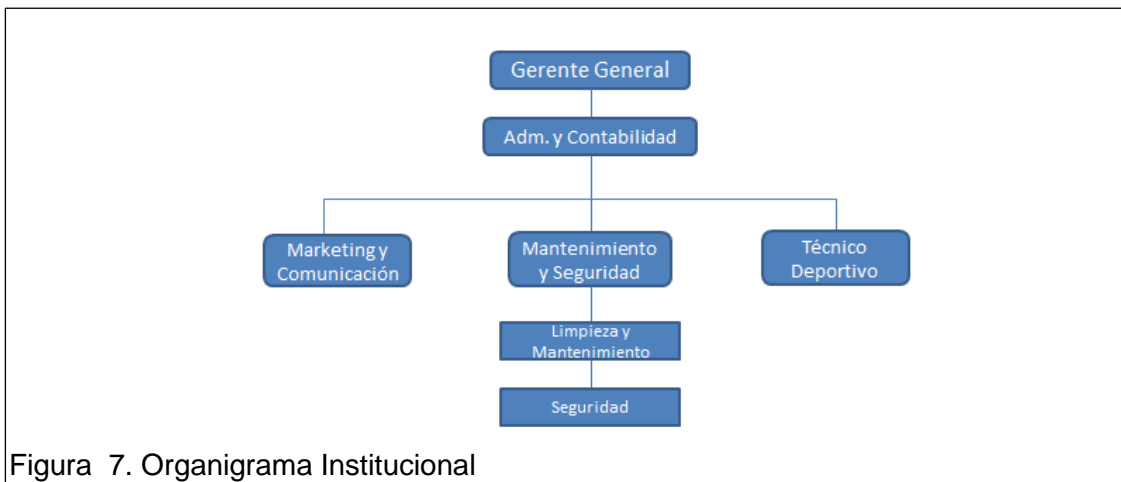 Gerente General
Adm. y Contabilidad
Marketing y
Comunicación
Mantenimiento
y Seguridad
Técnico
Deportivo
Limpieza y
Mantenimiento
Seguridad
Figura 7. Organigrama Institucional